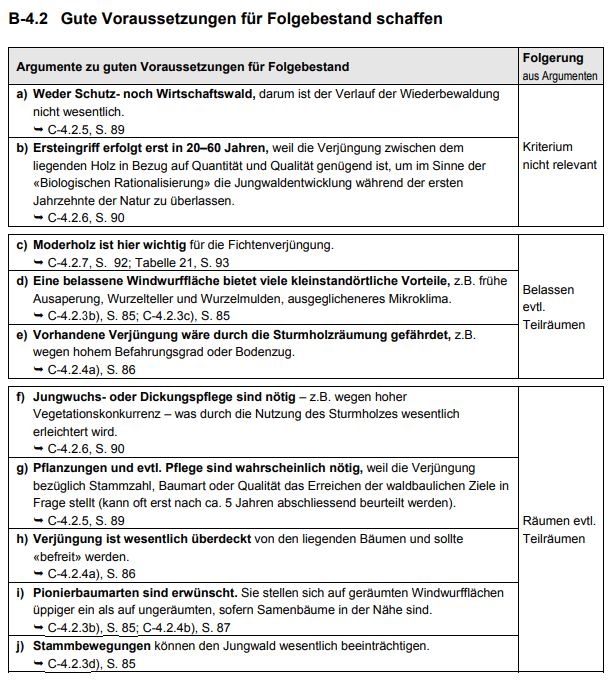 B-4.2 Gute Voraussetzungen für Folgebestand schaffen
Argumente zu guten Voraussetzungen für Folgebestand
Folgerung
aus Argumenten
a) Weder Schutz- noch Wirtschaftswald, darum ist der Verlauf der Wiederbewaldung
nicht wesentlich.
➥ C-4.2.5, S. 89
b) Ersteingriff erfolgt erst in 20–60 Jahren, weil die Verjüngung zwischen dem
liegenden Holz in Bezug auf Quantität und Qualität genügend ist, um im Sinne der
«Biologischen Rationalisierung» die Jungwaldentwicklung während der ersten
Jahrzehnte der Natur zu überlassen.
➥ C-4.2.6, S. 90
Kriterium
nicht relevant
c) Moderholz ist hier wichtig für die Fichtenverjüngung.
➥ C-4.2.7, S. 92; Tabelle 21, S. 93
d) Eine belassene Windwurffläche bietet viele kleinstandörtliche Vorteile, z.B. frühe
Ausaperung, Wurzelteller und Wurzelmulden, ausgeglicheneres Mikroklima.
➥ C-4.2.3b), S. 85; C-4.2.3c), S. 85
e) Vorhandene Verjüngung wäre durch die Sturmholzräumung gefährdet, z.B.
wegen hohem Befahrungsgrad oder Bodenzug.
➥ C-4.2.4a), S. 86
Belassen
evtl.
Teilräumen
f) Jungwuchs- oder Dickungspflege sind nötig – z.B. wegen hoher
Vegetationskonkurrenz – was durch die Nutzung des Sturmholzes wesentlich
erleichtert wird.
➥ C-4.2.6, S. 90
g) Pflanzungen und evtl. Pflege sind wahrscheinlich nötig, weil die Verjüngung
bezüglich Stammzahl, Baumart oder Qualität das Erreichen der waldbaulichen Ziele in
Frage stellt (kann oft erst nach ca. 5 Jahren abschliessend beurteilt werden).
➥ C-4.2.5, S. 89
h) Verjüngung ist wesentlich überdeckt von den liegenden Bäumen und sollte
«befreit» werden.
➥ C-4.2.4a), S. 86
i) Pionierbaumarten sind erwünscht. Sie stellen sich auf geräumten Windwurfflächen
üppiger ein als auf ungeräumten, sofern Samenbäume in der Nähe sind.
➥ C-4.2.3b), S. 85; C-4.2.4b), S. 87
j) Stammbewegungen können den Jungwald wesentlich beeinträchtigen.
➥ C-4.2.3d), S. 85
Räumen evtl.
Teilräumen